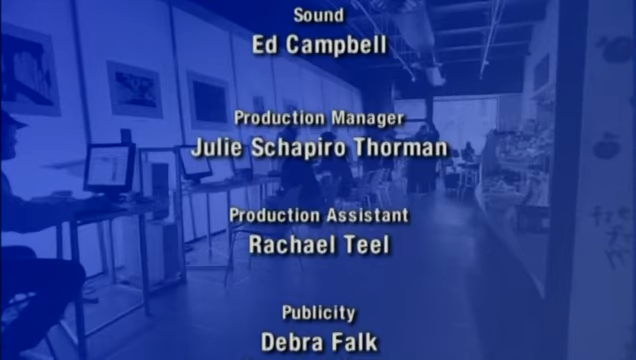 Sound
Ed Campbell
Production Manager
Julie Schapiro Thorman
Production Assistant
Rachael Teel
Publicity
Debra Falk